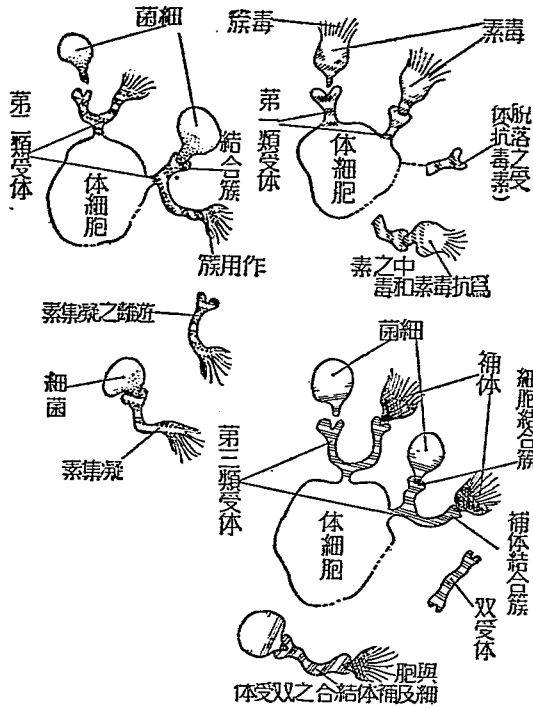 細菌
第二類受体
体細胞
結合簇
作用簇
遊離之凝集素
細菌
凝集素
毒簇
毒素
第一類受体
体細胞
脱落之受
体抗毒素)
中之素
爲抗毒素和毒
細菌
補体
細胞結合簇
第三類受体
体細胞
補体結合簇
双受体
與胞
細及補体結合之双受体